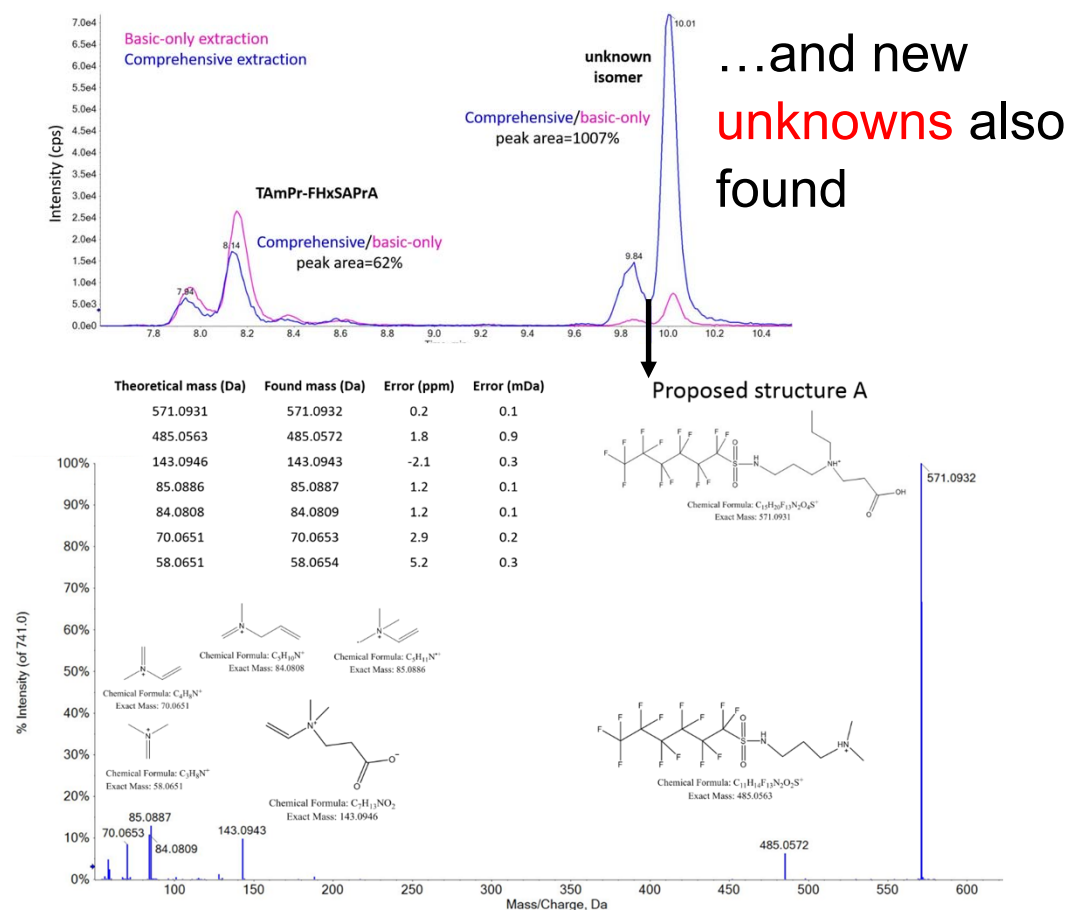 …and new
unknowns also
found
Basic-only extraction
Comprehensive extraction
Intensity (cps)
7.0e4
6.5e4
6.0e4
5.5e4
5.0e4
4.5e4
4.0e4
3.5e4
3.0e4
2.5e4
2.0e4
1.5e4
1.0e4
5.0e3
0.0e0
7.8 8.0 8.2 8.4 8.6 8.8 9.0 9.2 9.4 9.6 9.8 10.0 10.2 10.4
TAmPr-FHxSAPrA
Comprehensive/basic-only
peak area=62%
7.94
8.14
unknown
isomer
Comprehensive/basic-only
peak area=1007%
9.84
10.01
Theoretical mass (Da) Found mass (Da) Error (ppm) Error (mDa)
571.0931 571.0932 0.2 0.1
485.0563 485.0572 1.8 0.9
143.0946 143.0943 -2.1 0.3
85.0886 85.0887 1.2 0.1
84.0808 84.0809 1.2 0.1
70.0651 70.0653 2.9 0.2
58.0651 58.0654 5.2 0.3
Proposed structure A
F F F F F F F F F F F F F
O
S
O
H
N
NH+
O
OH
Chemical Formula: C15H20F13N2O4S+
Exact Mass: 571.0931
571.0932
% Intensity (of 741.0)
100%
90%
80%
70%
60%
50%
40%
30%
20%
10%
0%
N+
Chemical Formula: C5H10N+
Exact Mass: 84.0808
N+
Chemical Formula: C5H11N+•
Exact Mass: 85.0886
N+
Chemical Formula: C4H8N+
Exact Mass: 70.0651
N+
Chemical Formula: C3H8N+
Exact Mass: 58.0651
N+
O-
O
Chemical Formula: C7H13NO2
Exact Mass: 143.0946
F F F F F F F F F F F F F
O
S
O
H
N
HN+
Chemical Formula: C11H14F13N2O2S+
Exact Mass: 485.0563
70.0653
85.0887
84.0809
143.0943
485.0572
100 150 200 250 300 350 400 450 500 550 600
Mass/Charge, Da